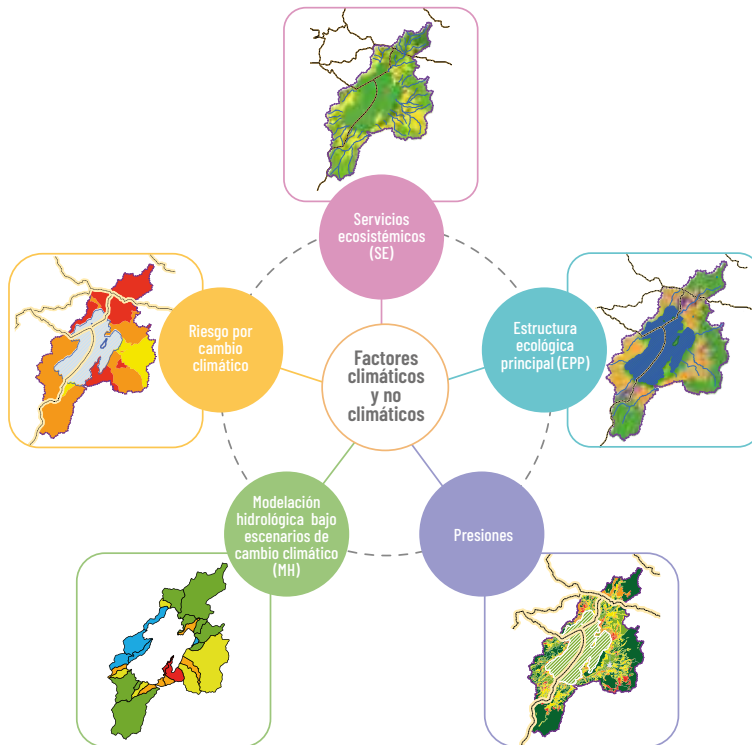 Servicios
ecosistémicos
(SE)
Riesgo por
cambio
climático
Estructura
ecológica
principal (EPP)
Factores
climáticos
y no
climáticos
Modelación
hidrológica bajo
escenarios de
cambio climático
(MH)
Presiones